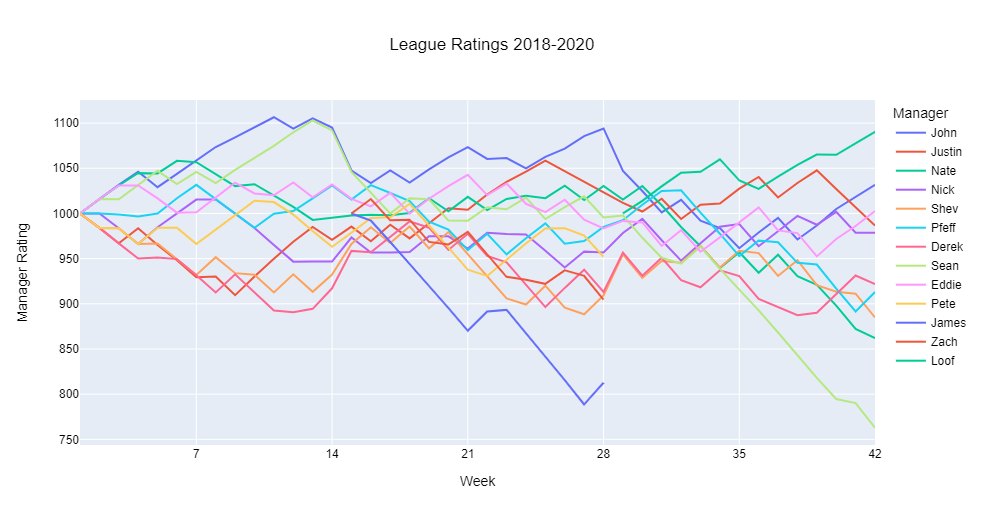 League Ratings 2018-2020
Manager Rating
1100
1050
1000
950
900
850
800
750
7
14
21
28
35
42
Week
Manager
John
Justin
Nate
Nick
Shev
Pfeff
Derek
Sean
Eddie
Pete
James
Zach
Loof